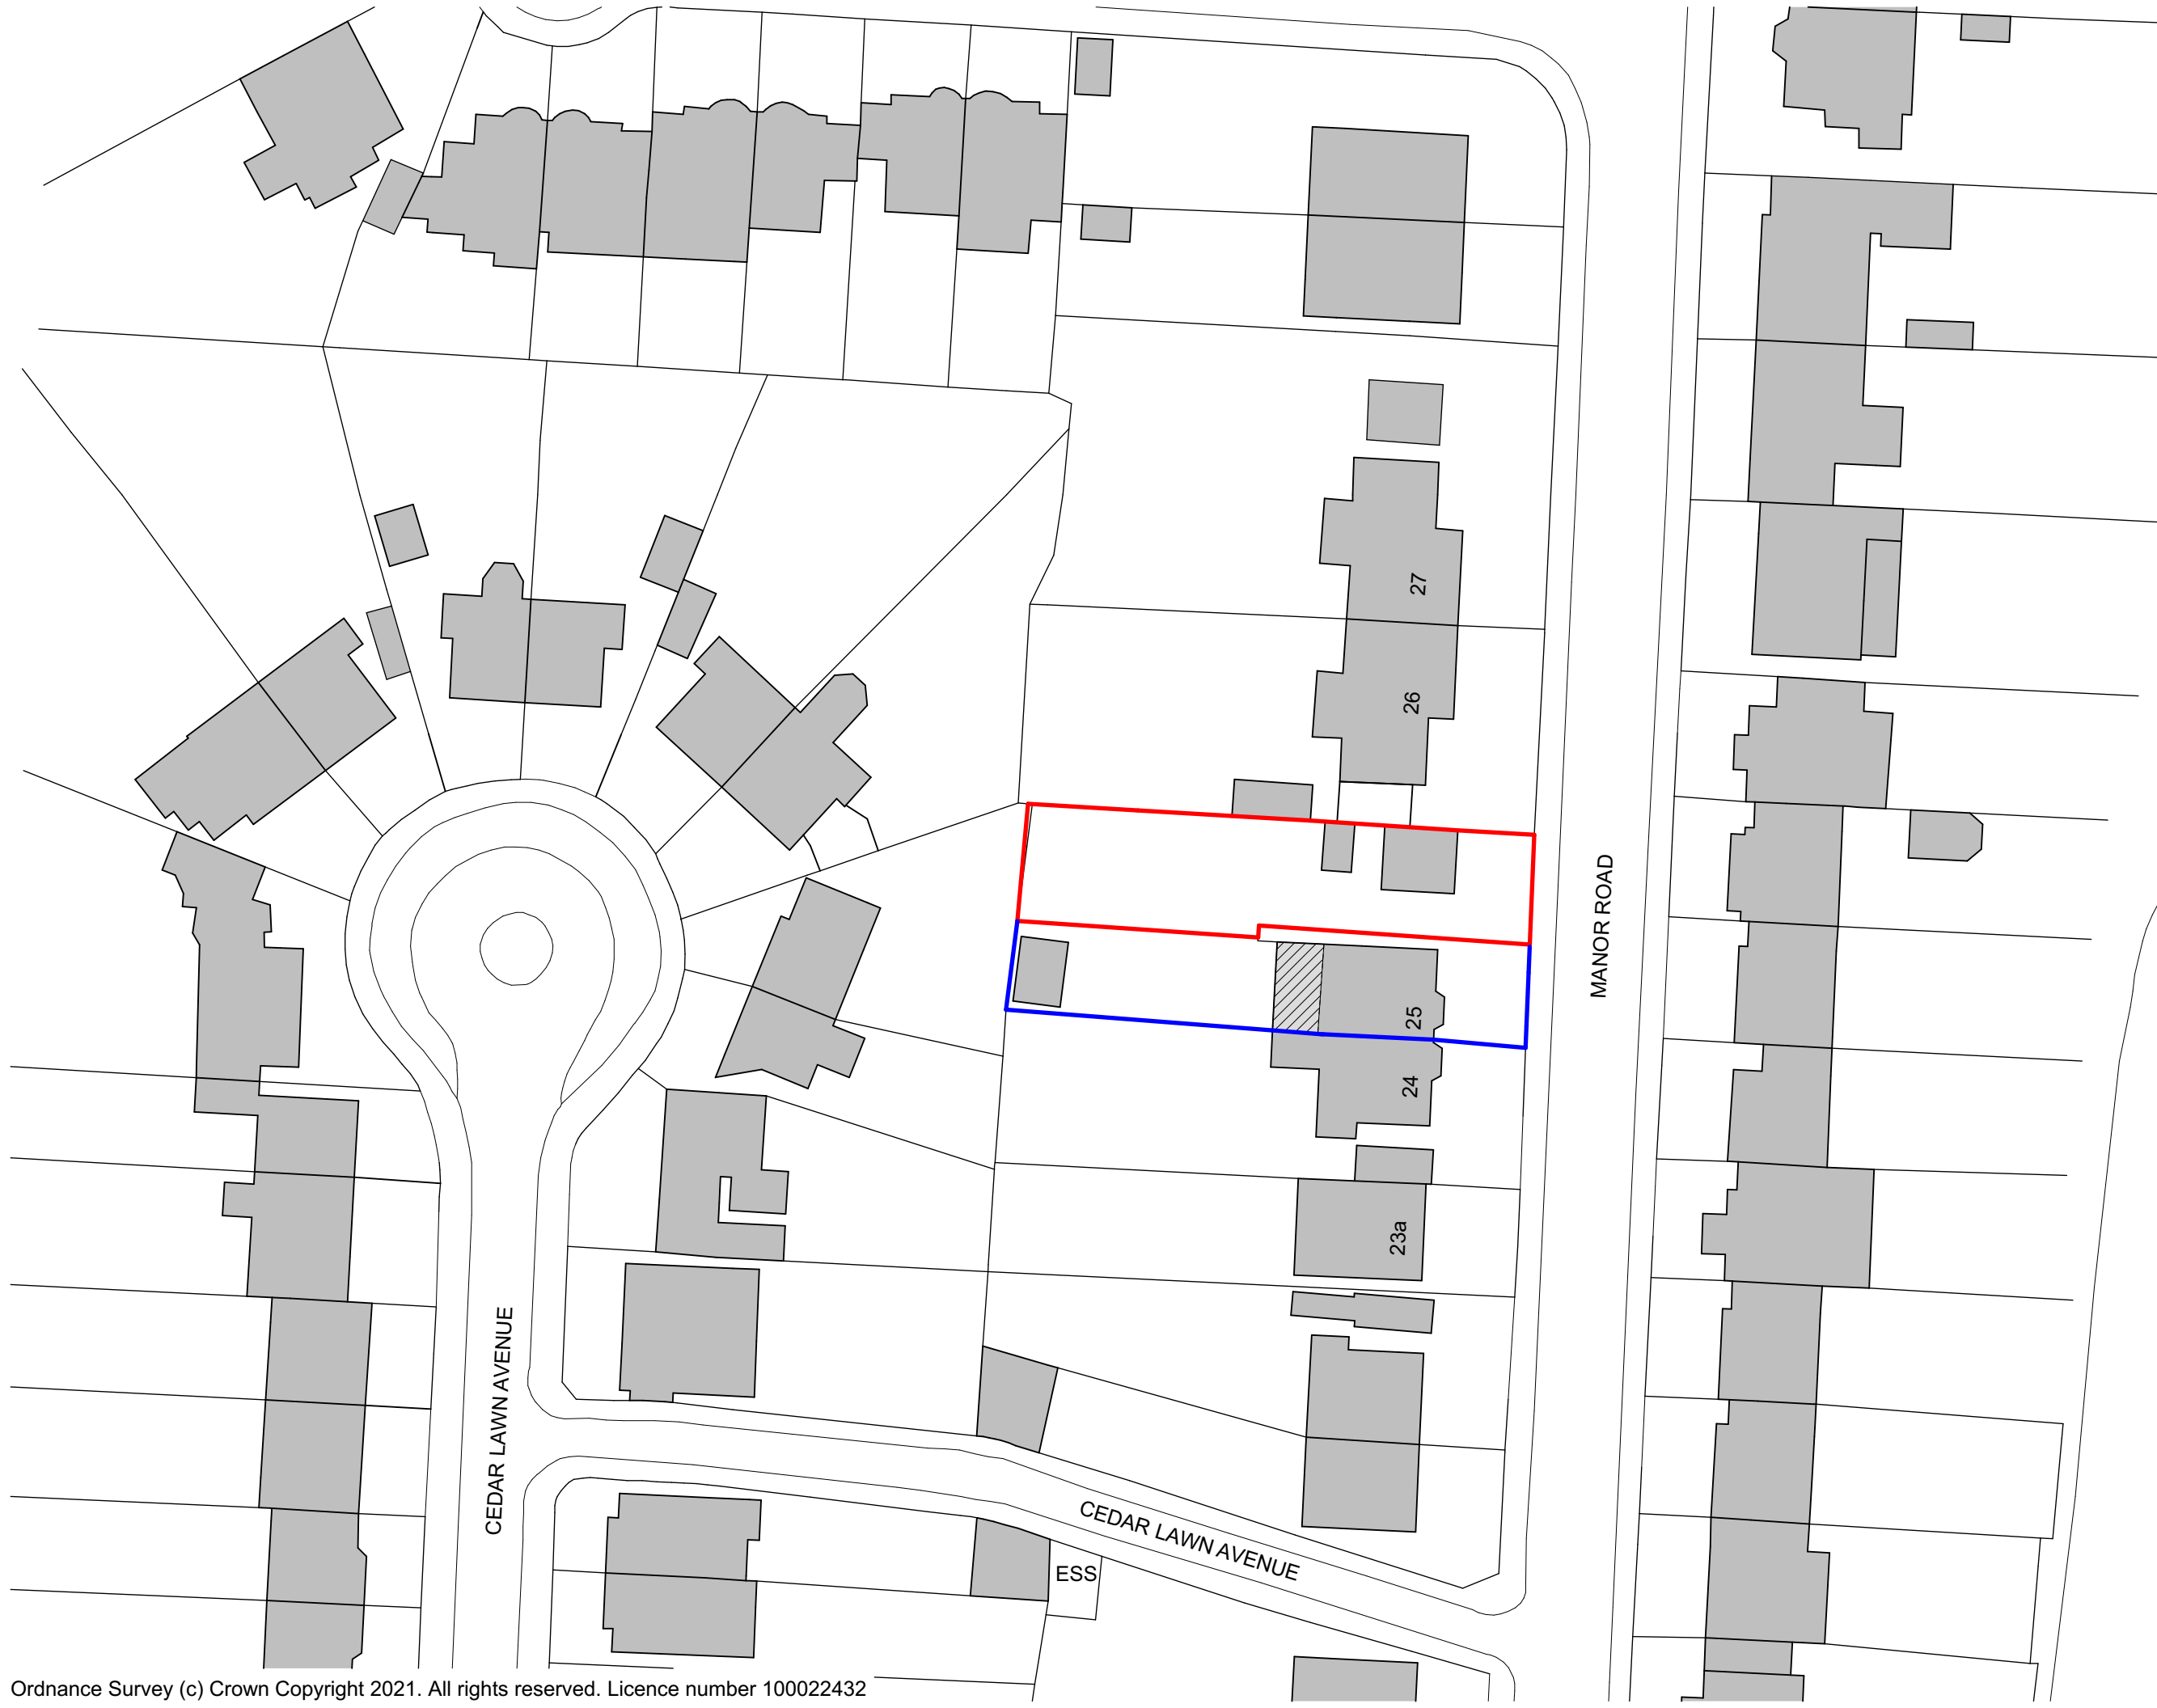 27
26
MANOR ROAD
25
24
23a
CEDAR LAWN AVENUE
CEDAR LAWN AVENUE
ESS
Ordnance Survey (c) Crown Copyright 2021. All rights reserved. Licence number 100022432